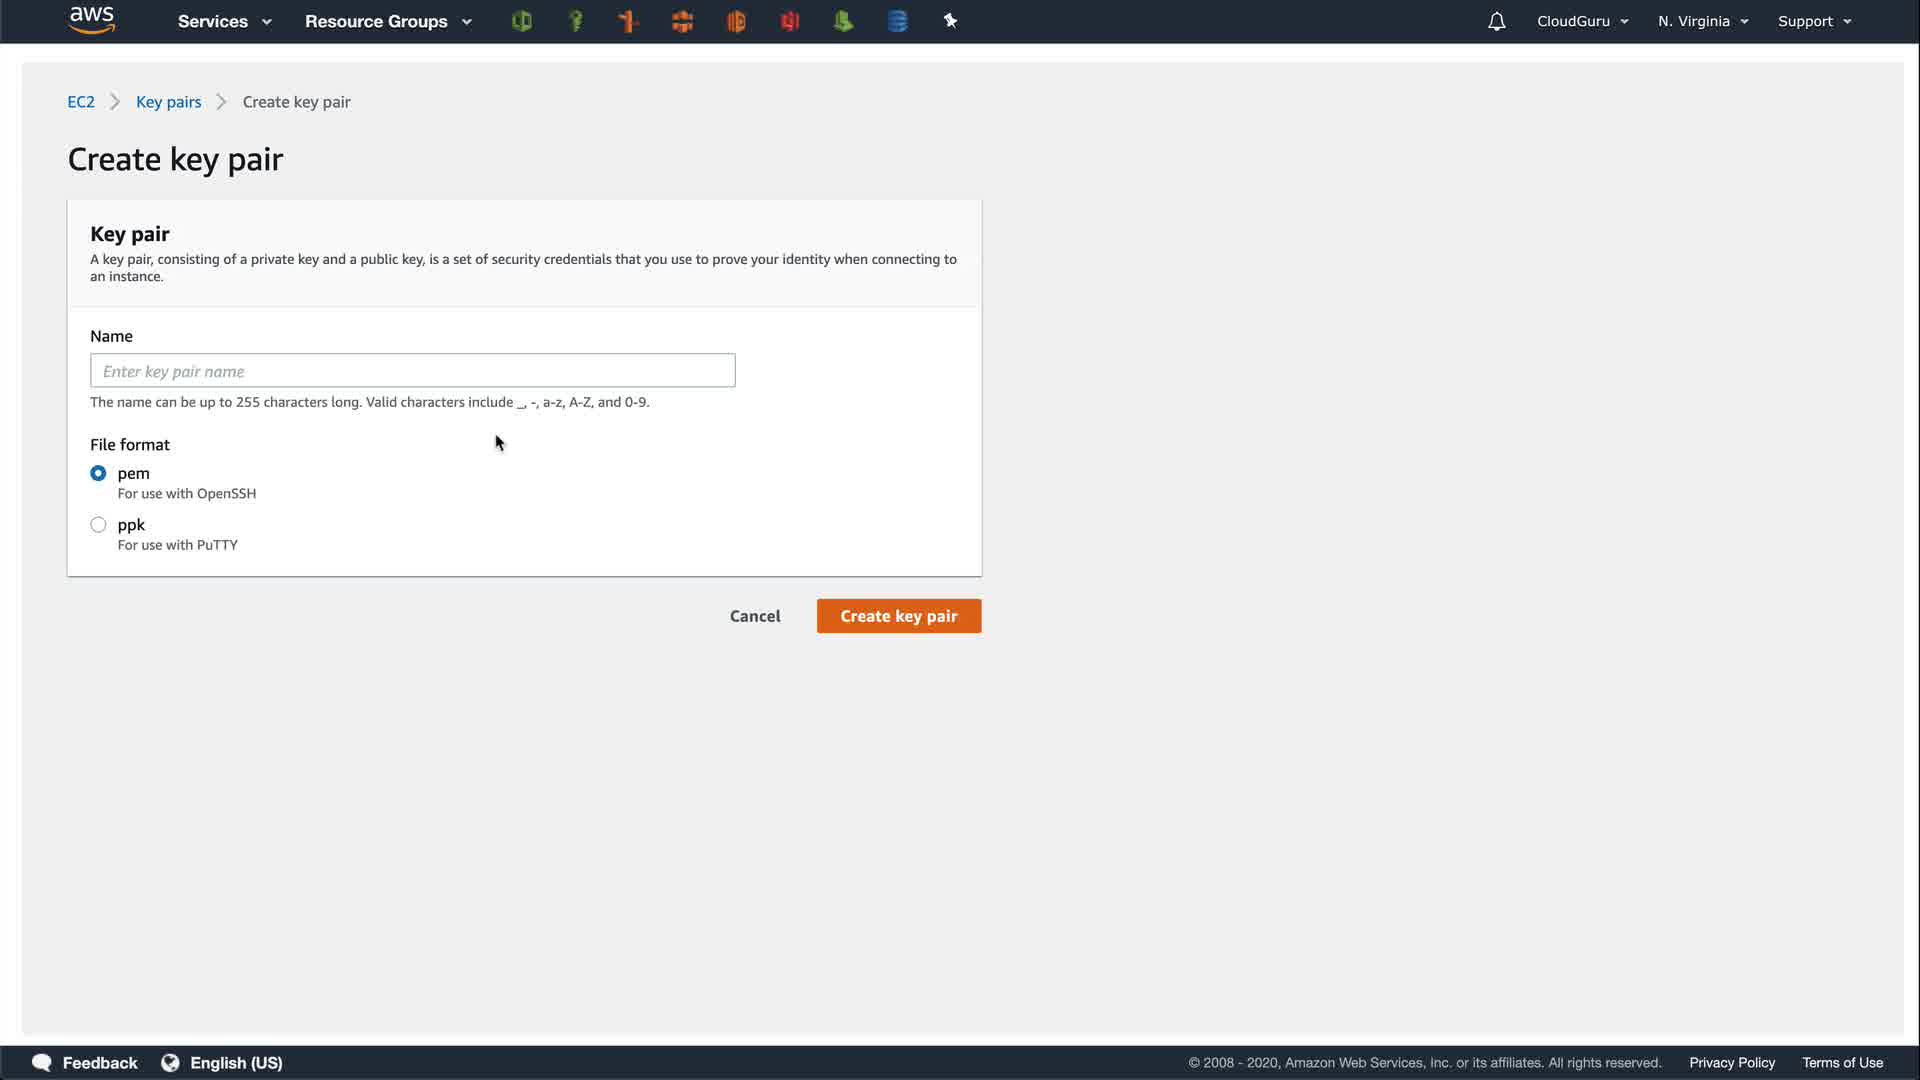 aws Services Resource Groups CloudGuru N. Virginia Support
EC2 Key pairs Create key pair
Create key pair
Key pair
A key pair, consisting of a private key and a public key, is a set of security credentials that you use to prove your identity when connecting to
an instance.
Name
Enter key pair name
The name can be up to 255 characters long. Valid characters include _, -, a-z, A-Z, and 0-9.
File format
pem
For use with OpenSSH
ppk
For use with PuTTY
Cancel Create key pair
Feedback English (US) © 2008 - 2020, Amazon Web Services, Inc. or its affiliates. All rights reserved. Privacy Policy Terms of Use